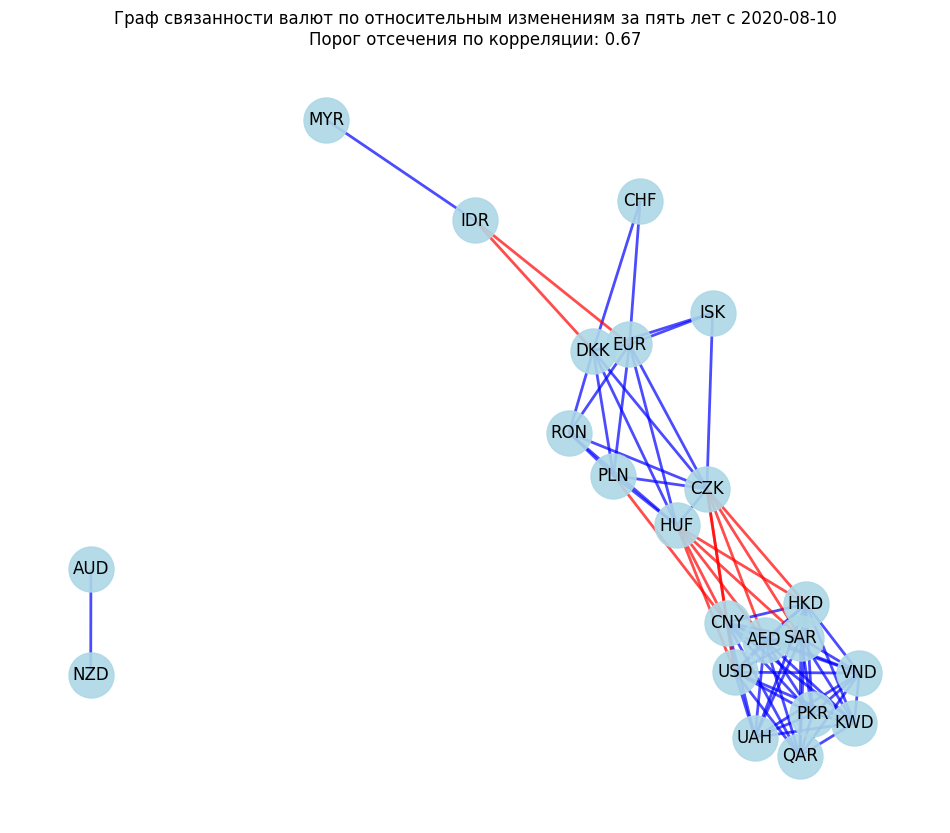 Граф связанности валют по относительным изменениям за пять лет с 2020-08-10
Порог отсечения по корреляции: 0.67
MYR
CHF
IDR
ISK
DKK
EUR
RON
PLN
CZK
HUF
AUD
HKD
CNY
AED
SAR
NZD
USD
VND
PKR
KWD
UAH
QAR